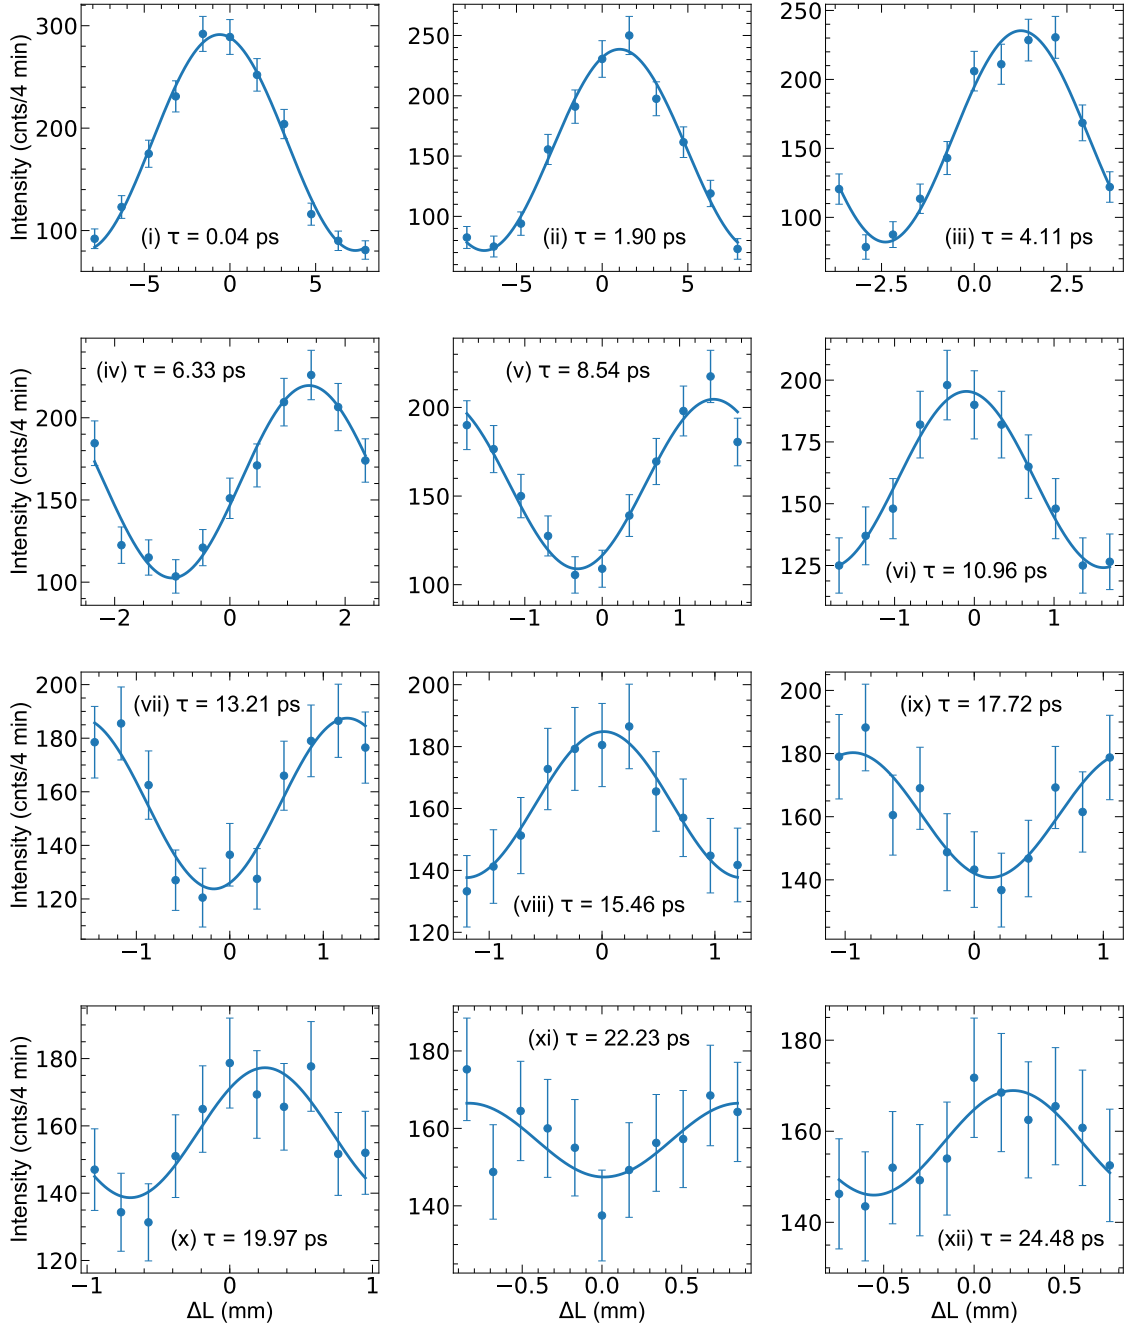 Intensity (cnts/4 min)
300
200
100
(i) τ = 0.04 ps
−5 0 5
250
200
150
100
(ii) τ = 1.90 ps
−5 0 5
250
200
150
100
(iii) τ = 4.11 ps
−2.5 0.0 2.5
Intensity (cnts/4 min)
200
150
100
(iv) τ = 6.33 ps
−2 0 2
200
150
100
(v) τ = 8.54 ps
−1 0 1
200
175
150
125
(vi) τ = 10.96 ps
−1 0 1
Intensity (cnts/4 min)
200
180
160
140
120
(vii) τ = 13.21 ps
−1 0 1
200
180
160
140
120
(viii) τ = 15.46 ps
−1 0 1
200
180
160
140
(ix) τ = 17.72 ps
−1 0 1
Intensity (cnts/4 min)
180
160
140
120
(x) τ = 19.97 ps
−1 0 1
ΔL (mm)
180
160
140
(xi) τ = 22.23 ps
−0.5 0.0 0.5
ΔL (mm)
180
160
140
(xii) τ = 24.48 ps
−0.5 0.0 0.5
ΔL (mm)